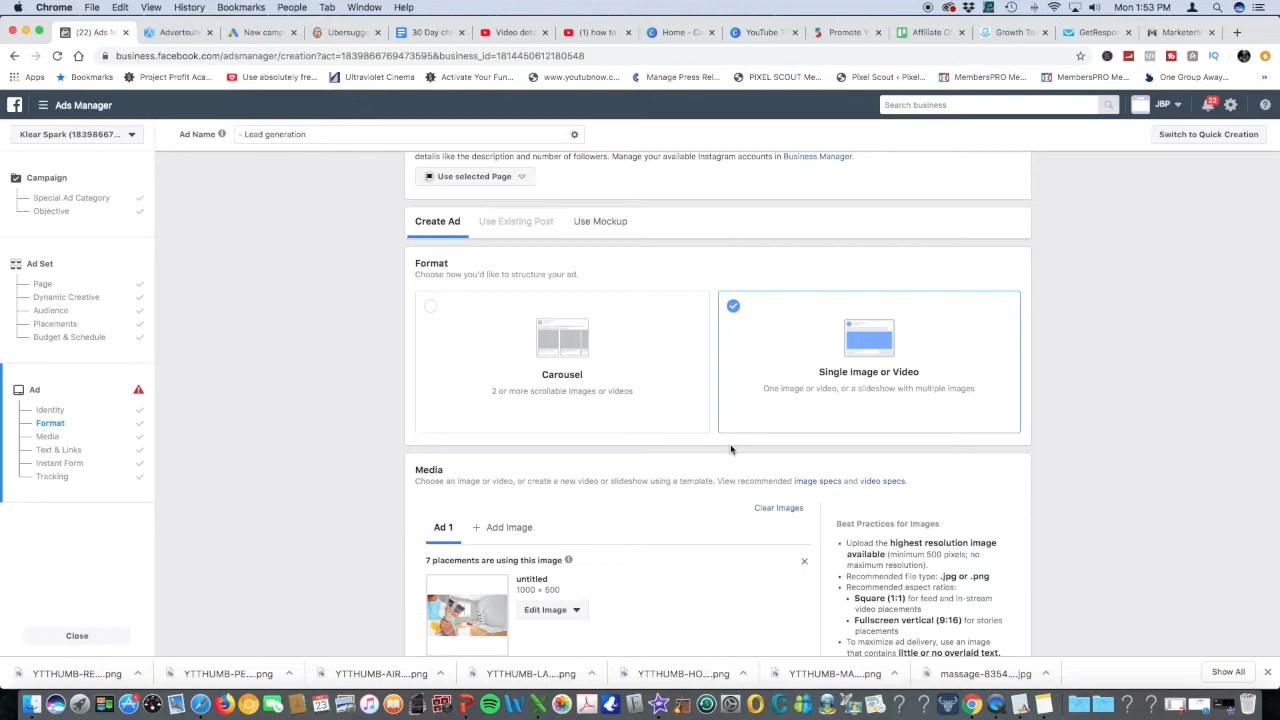 Chrome File Edit View History Bookmarks People Tab Window Help
Mon 1:53 PM
(22) Ads M
Advertsuit
New camp
Ubersugge
30 Day ch
Video det
(1) how to
Home - Ca
YouTube T
Promote Y
Affiliate O
Growth To
GetRespor
MarketerM
business.facebook.com/adsmanager/creation?act=1839866769473595&business_id=1814450612180548
Apps
Bookmarks
Project Profit Aca...
Use absolutely fre...
Ultraviolet Cinema
Activate Your Fun...
www.youtubnow.c...
Manage Press Rel...
PIXEL SCOUT Me...
Pixel Scout ‹ Pixel...
MembersPRO Me...
MembersPRO Me...
One Group Away...
Ads Manager
Search business
JBP
22
Klear Spark (18398667...
Ad Name
- Lead generation
Switch to Quick Creation
details like the description and number of followers. Manage your available Instagram accounts in Business Manager.
Use selected Page
Campaign
Special Ad Category
Objective
Ad Set
Page
Dynamic Creative
Audience
Placements
Budget & Schedule
Ad
Identity
Format
Media
Text & Links
Instant Form
Tracking
Close
Create Ad Use Existing Post Use Mockup
Format
Choose how you'd like to structure your ad.
Carousel
2 or more scrollable images or videos
Single Image or Video
One image or video, or a slideshow with multiple images
Media
Choose an image or video, or create a new video or slideshow using a template. View recommended image specs and video specs.
Clear Images
Ad 1
+ Add Image
7 placements are using this image
untitled
1000 × 500
Edit Image
Best Practices for Images
• Upload the highest resolution image
available (minimum 500 pixels; no
maximum resolution).
• Recommended file type: .jpg or .png
• Recommended aspect ratios:
• Square (1:1) for feed and in-stream
video placements
• Fullscreen vertical (9:16) for stories
placements
• To maximize ad delivery, use an image
that contains little or no overlaid text.
YTTHUMB-RE....png
YTTHUMB-PE....png
YTTHUMB-AIR....png
YTTHUMB-LA....png
YTTHUMB-HO....png
YTTHUMB-MA....png
massage-8354....jpg
Show All